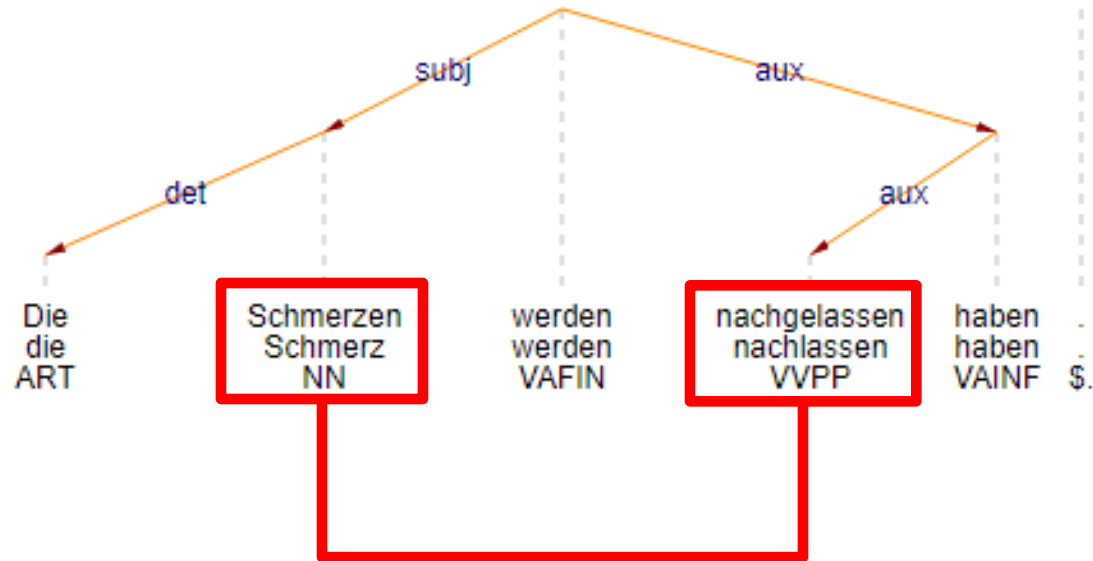 subj
aux
det
aux
Die Schmerzen werden nachgelassen haben .
die Schmerz werden nachlassen haben .
ART NN VAFIN VVPP VAINF $.